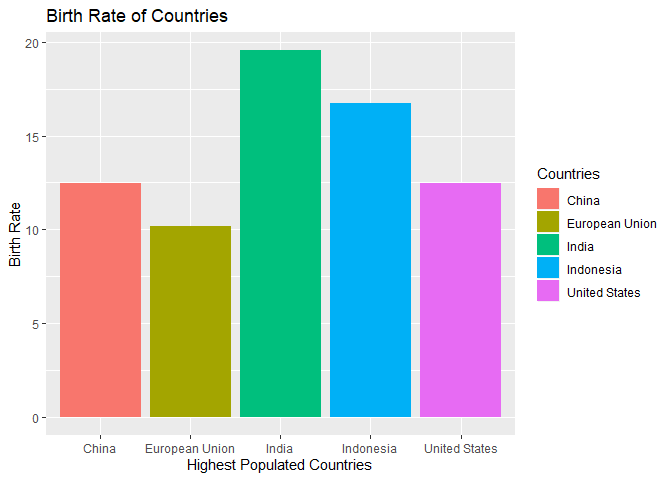 Birth Rate of Countries
20
15
10
5
0
Birth Rate
China European Union India Indonesia United States
Highest Populated Countries
Countries
China
European Union
India
Indonesia
United States